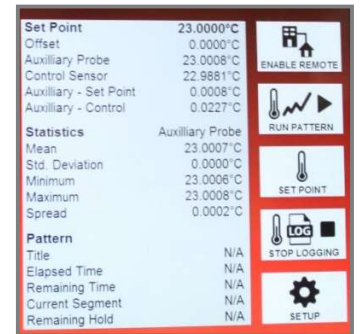 Set Point 23.0000°C
Offset 0.0000°C
Auxilliary Probe 23.0008°C
Control Sensor 22.9881°C
Auxilliary - Set Point 0.0008°C
Auxilliary - Control 0.0227°C
Statistics Auxilliary Probe
Mean 23.0007°C
Std. Deviation 0.0000°C
Minimum 23.0006°C
Maximum 23.0008°C
Spread 0.0002°C
Pattern
Title N/A
Elapsed Time N/A
Remaining Time N/A
Current Segment N/A
Remaining Hold N/A
ENABLE REMOTE
RUN PATTERN
SET POINT
LOG
STOP LOGGING
SETUP